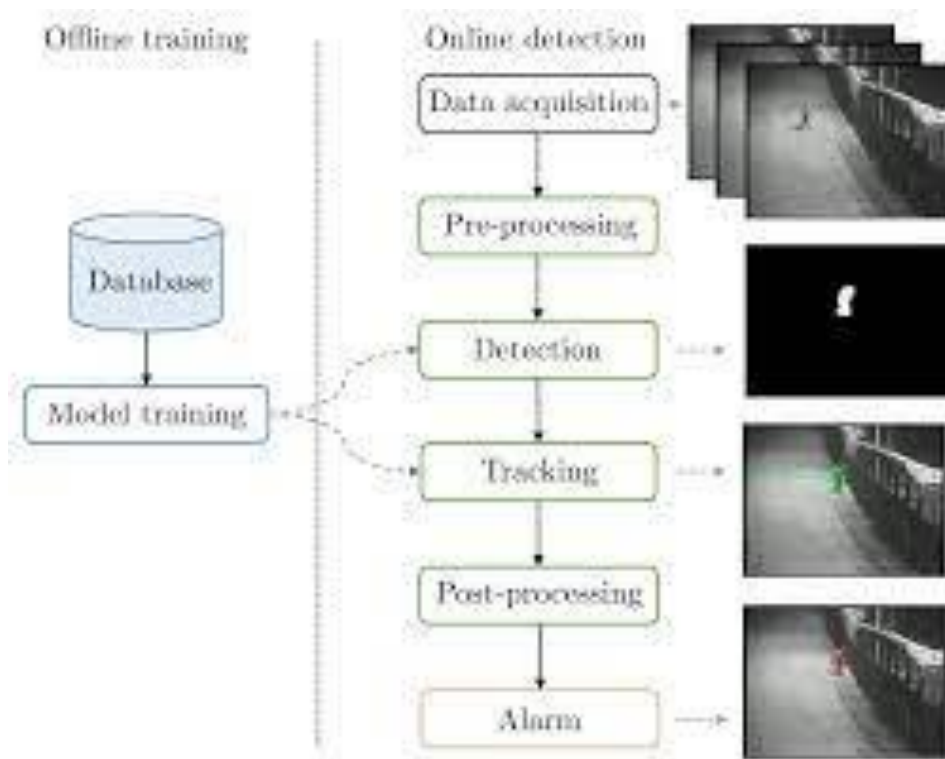 Offline training
Online detection
Data acquisition
Pre-processing
Database
Detection
Model training
Tracking
Post-processing
Alarm